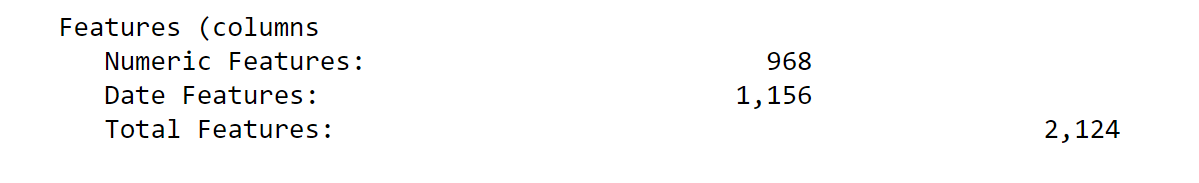 Features (columns
Numeric Features: 968
Date Features: 1,156
Total Features: 2,124